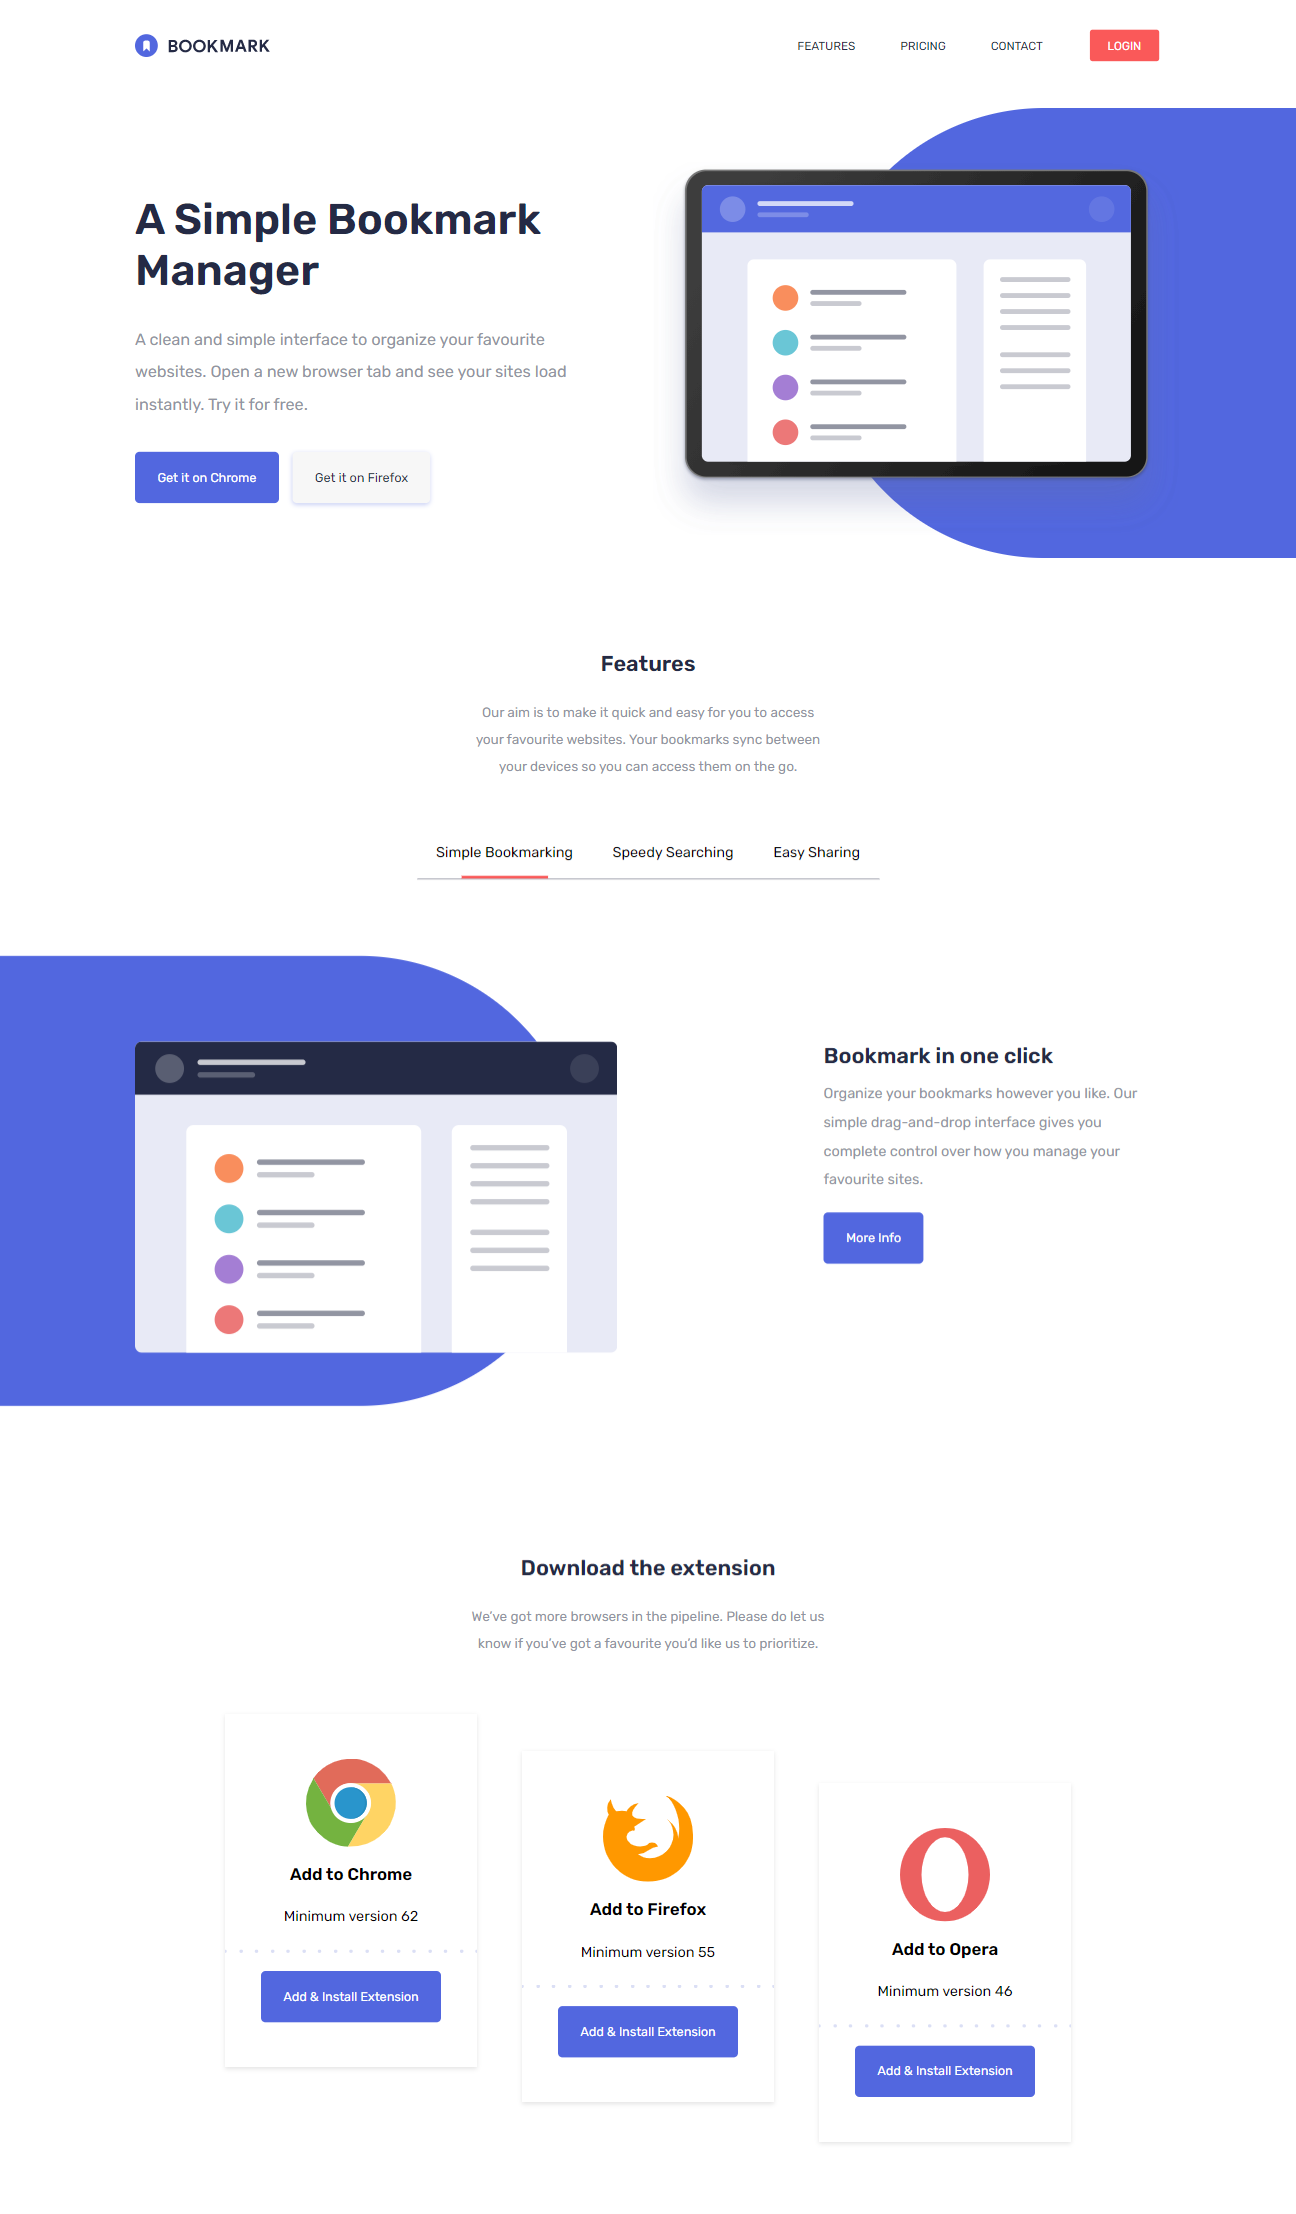 BOOKMARK
FEATURES
PRICING
CONTACT
LOGIN
A Simple Bookmark
Manager
A clean and simple interface to organize your favourite
websites. Open a new browser tab and see your sites load
instantly. Try it for free.
Get it on Chrome
Get it on Firefox
Features
Our aim is to make it quick and easy for you to access
your favourite websites. Your bookmarks sync between
your devices so you can access them on the go.
Simple Bookmarking
Speedy Searching
Easy Sharing
Bookmark in one click
Organize your bookmarks however you like. Our
simple drag-and-drop interface gives you
complete control over how you manage your
favourite sites.
More Info
Download the extension
We've got more browsers in the pipeline. Please do let us
know if you've got a favourite you'd like us to prioritize.
Add to Chrome
Minimum version 62
Add & Install Extension
Add to Firefox
Minimum version 55
Add & Install Extension
Add to Opera
Minimum version 46
Add & Install Extension